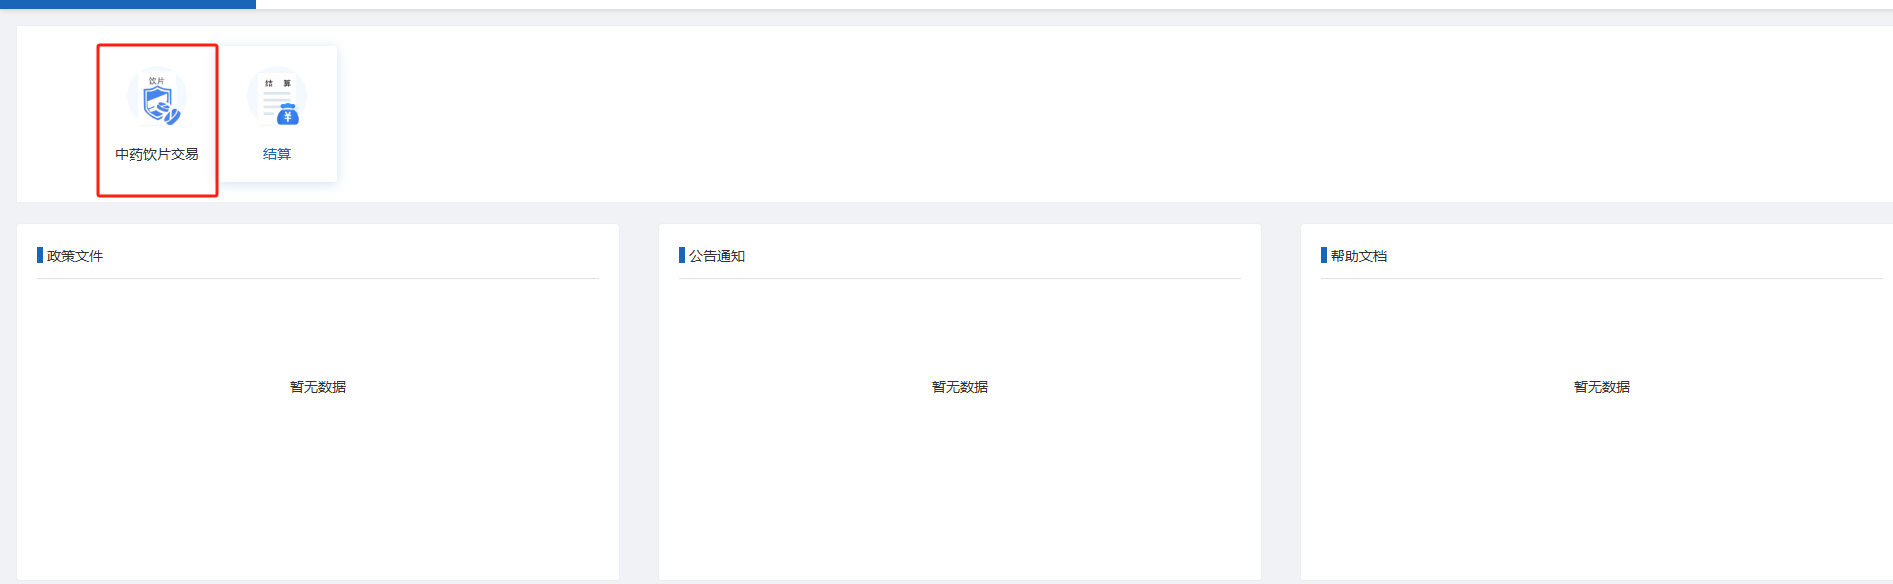 饮片
结 算
中药饮片交易
结算
政策文件
公告通知
帮助文档
暂无数据
暂无数据
暂无数据